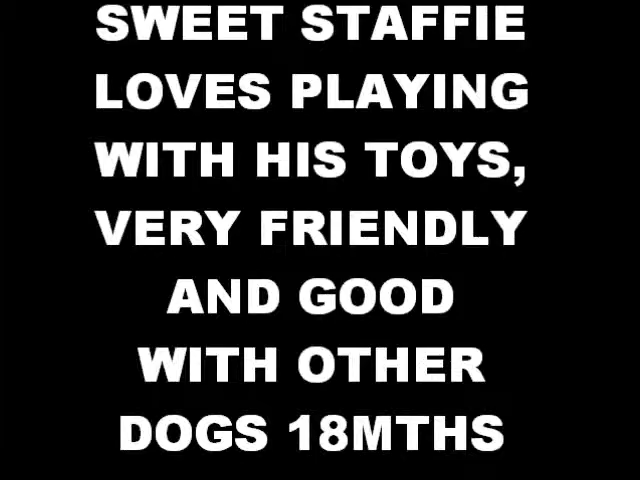 SWEET STAFFIE
LOVES PLAYING
WITH HIS TOYS,
VERY FRIENDLY
AND GOOD
WITH OTHER
DOGS 18MTHS